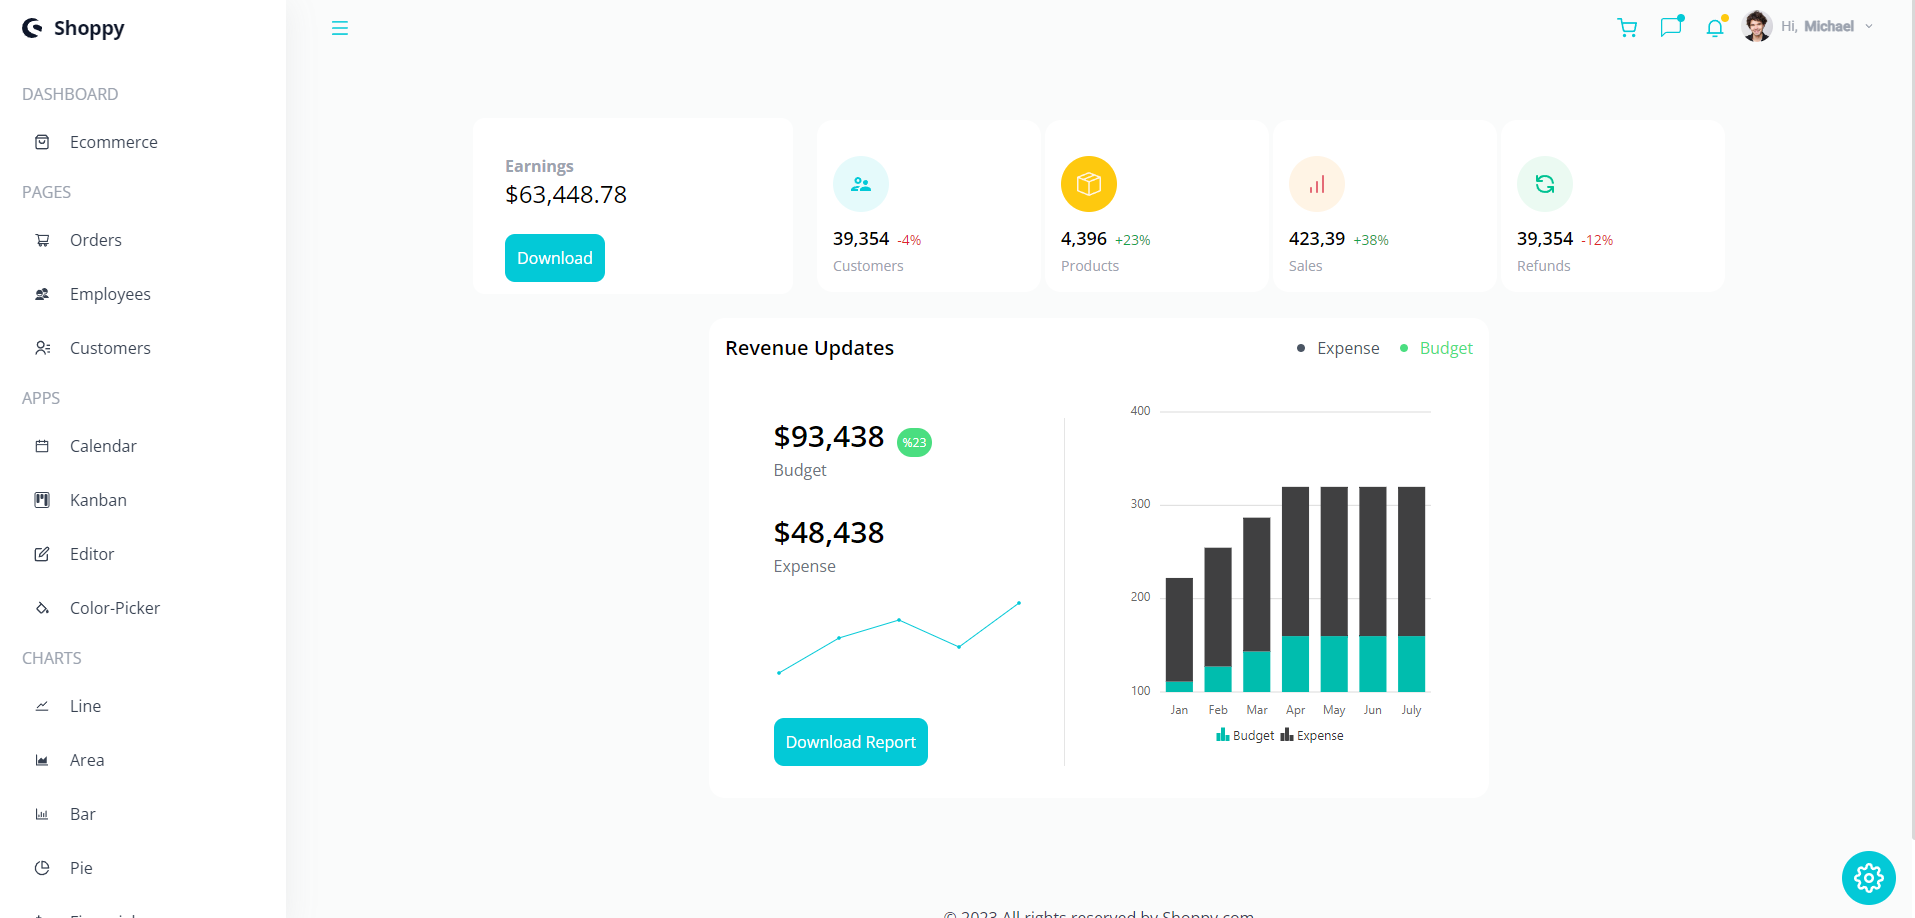 Shoppy
Hi, Michael
DASHBOARD
Ecommerce
PAGES
Orders
Employees
Customers
APPS
Calendar
Kanban
Editor
Color-Picker
CHARTS
Line
Area
Bar
Pie
Financial
Earnings
$63,448.78
Download
39,354 -4%
Customers
4,396 +23%
Products
423,39 +38%
Sales
39,354 -12%
Refunds
Revenue Updates
Expense Budget
$93,438 %23
Budget
$48,438
Expense
Download Report
400
300
200
100
Jan Feb Mar Apr May Jun July
Budget Expense
© 2023 All rights reserved by Shoppy.com